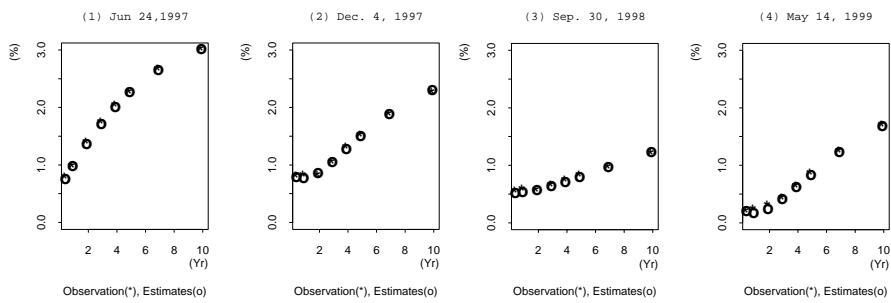 (1) Jun 24,1997
(%)
3.0
2.0
1.0
0.0
2 4 6 8 10
(Yr)
Observation(*), Estimates(o)
(2) Dec. 4, 1997
(%)
3.0
2.0
1.0
0.0
2 4 6 8 10
(Yr)
Observation(*), Estimates(o)
(3) Sep. 30, 1998
(%)
3.0
2.0
1.0
0.0
2 4 6 8 10
(Yr)
Observation(*), Estimates(o)
(4) May 14, 1999
(%)
3.0
2.0
1.0
0.0
2 4 6 8 10
(Yr)
Observation(*), Estimates(o)